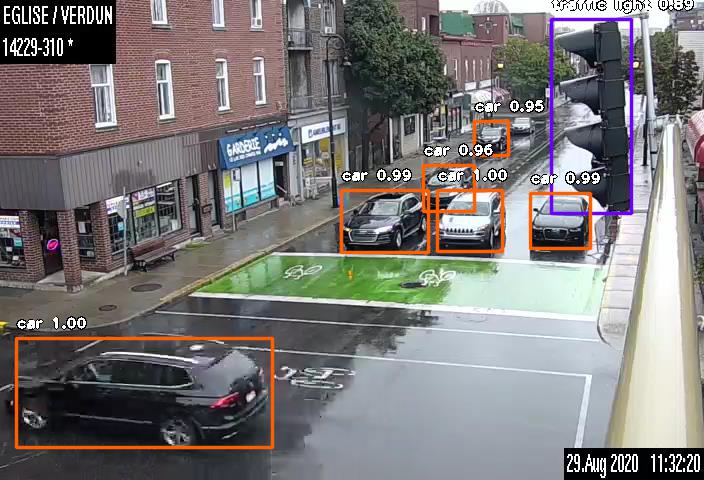 EGLISE / VERDUN
14229-310 *
traffic light 0.89
car 0.95
car 0.96
car 0.99
car 1.00
car 0.99
GARDERIE
car 1.00
29.Aug 2020 11:32:20